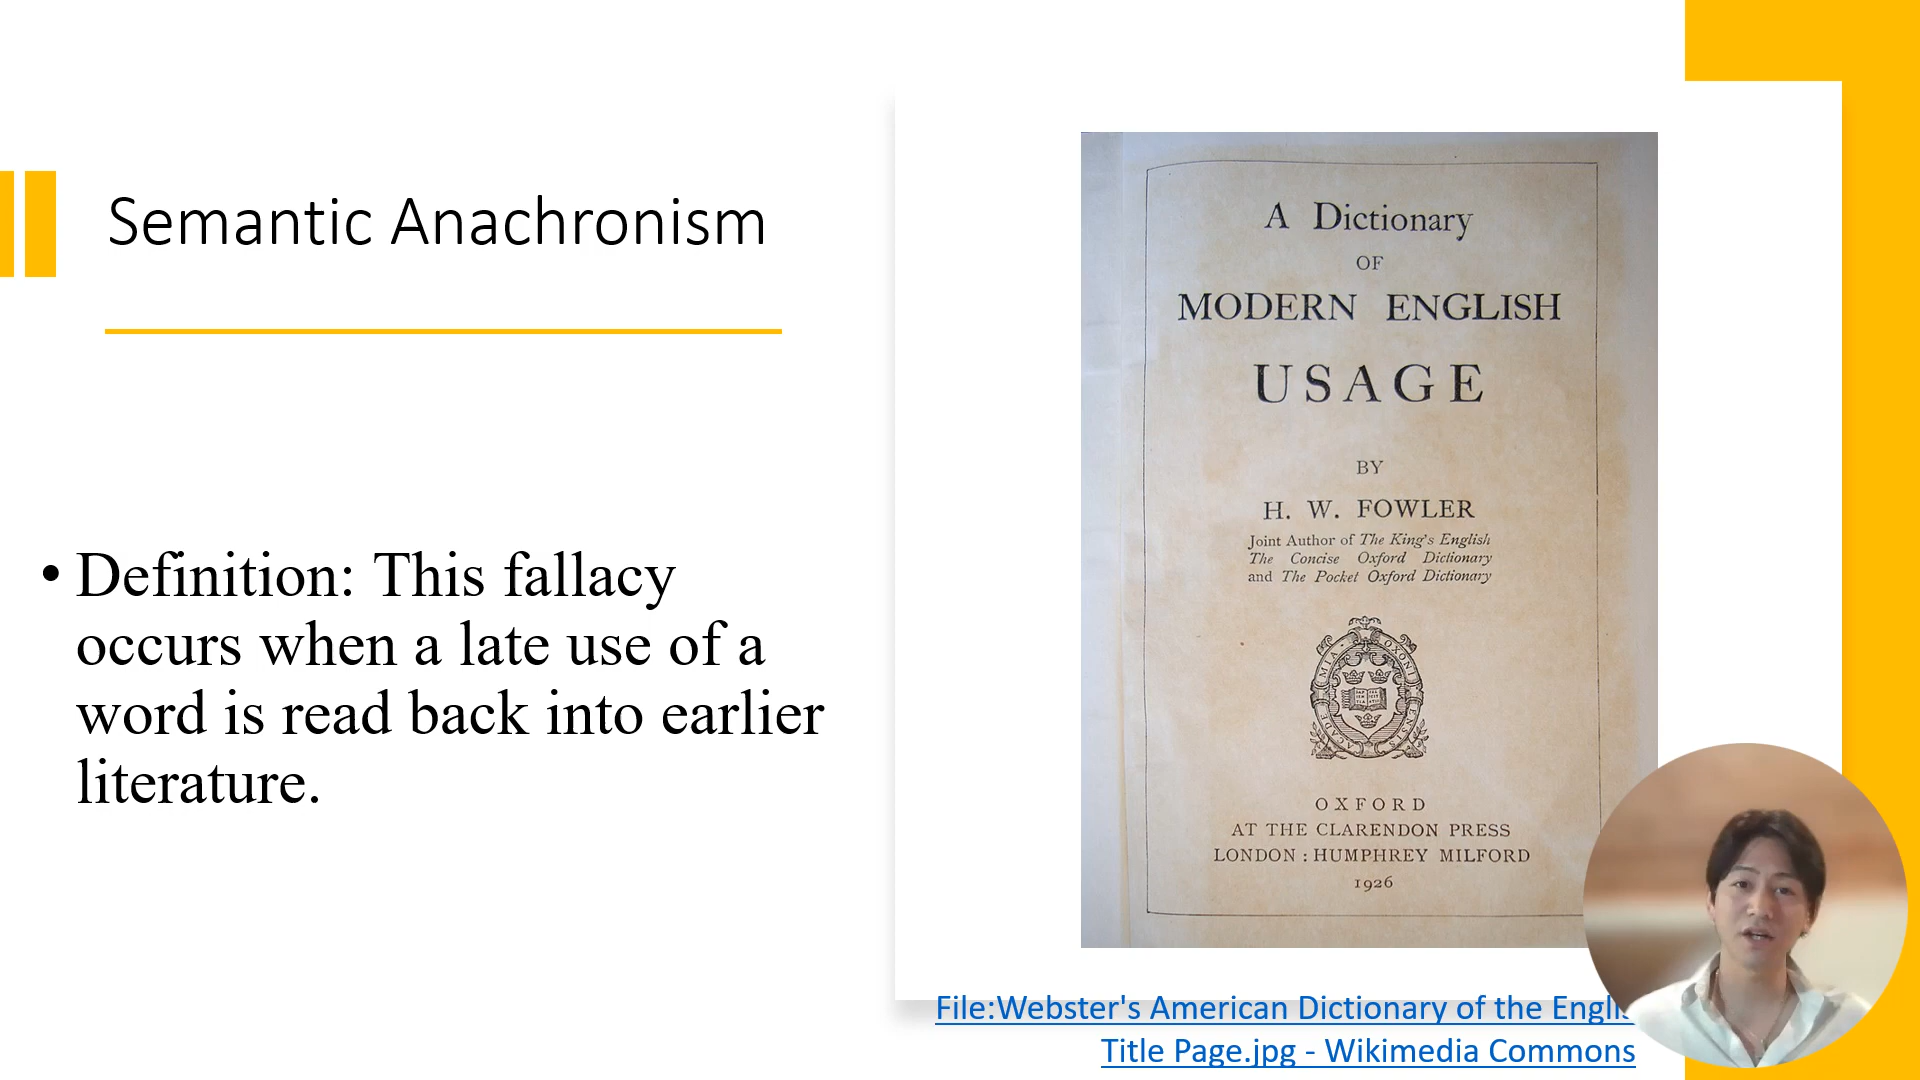 Semantic Anachronism
• Definition: This fallacy
occurs when a late use of a
word is read back into earlier
literature.
A Dictionary
OF
MODERN ENGLISH
USAGE
BY
H. W. FOWLER
Joint Author of The King's English
The Concise Oxford Dictionary
and The Pocket Oxford Dictionary
OXFORD
AT THE CLARENDON PRESS
LONDON : HUMPHREY MILFORD
1926
File:Webster's American Dictionary of the
Title Page.jpg - Wikimedia Commons